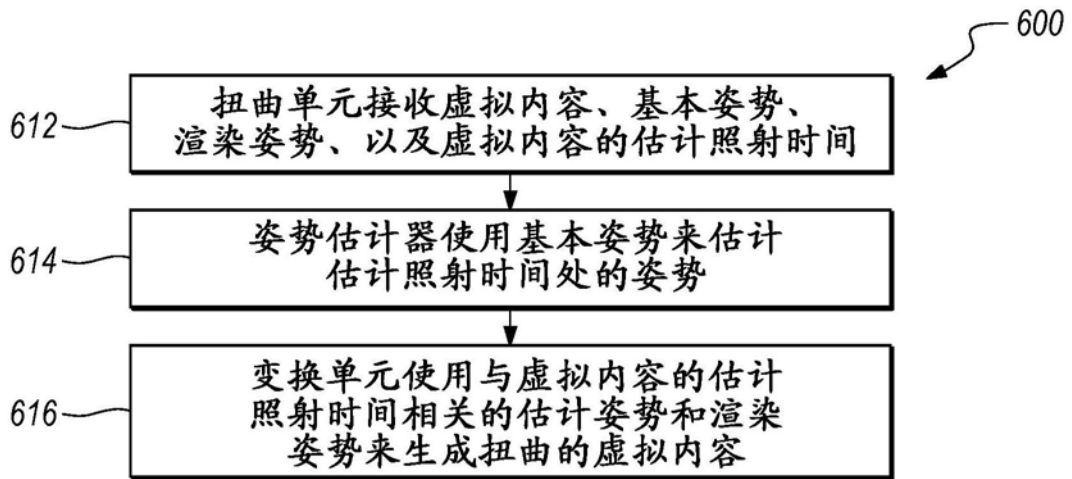 600
612
扭曲单元接收虚拟内容、基本姿势、
渲染姿势、以及虚拟内容的估计照射时间
614
姿势估计器使用基本姿势来估计
估计照射时间处的姿势
616
变换单元使用与虚拟内容的估计
照射时间相关的估计姿势和渲染
姿势来生成扭曲的虚拟内容